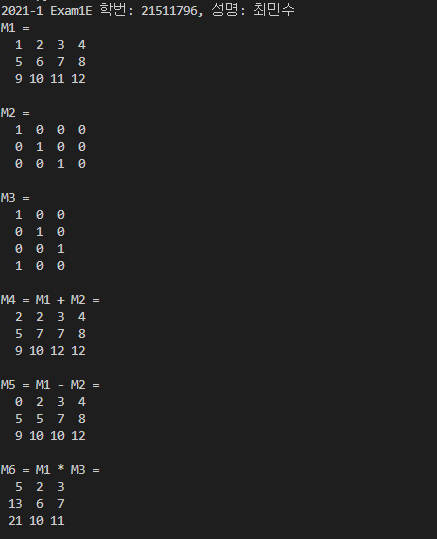 2021-1 Exam1E 학번: 21511796, 성명: 최민수
M1 =
1 2 3 4
5 6 7 8
9 10 11 12
M2 =
1 0 0 0
0 1 0 0
0 0 1 0
M3 =
1 0 0
0 1 0
0 0 1
1 0 0
M4 = M1 + M2 =
2 2 3 4
5 7 7 8
9 10 12 12
M5 = M1 - M2 =
0 2 3 4
5 5 7 8
9 10 10 12
M6 = M1 * M3 =
5 2 3
13 6 7
21 10 11